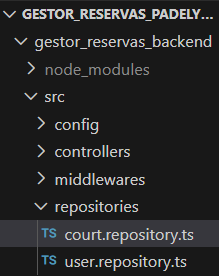 GESTOR_RESERVAS_PADELY...
gestor_reservas_backend
node_modules
src
config
controllers
middlewares
repositories
TS court.repository.ts
TS user.repository.ts